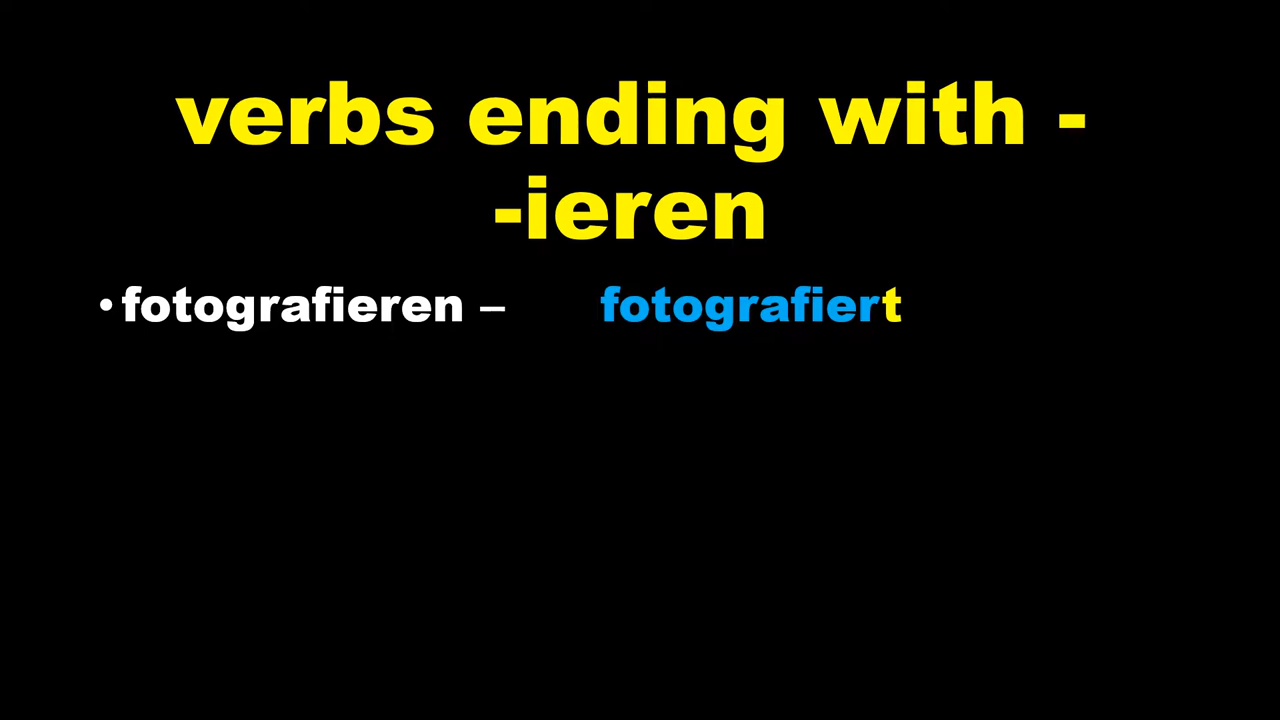 verbs ending with -
-ieren
• fotografieren – fotografiert